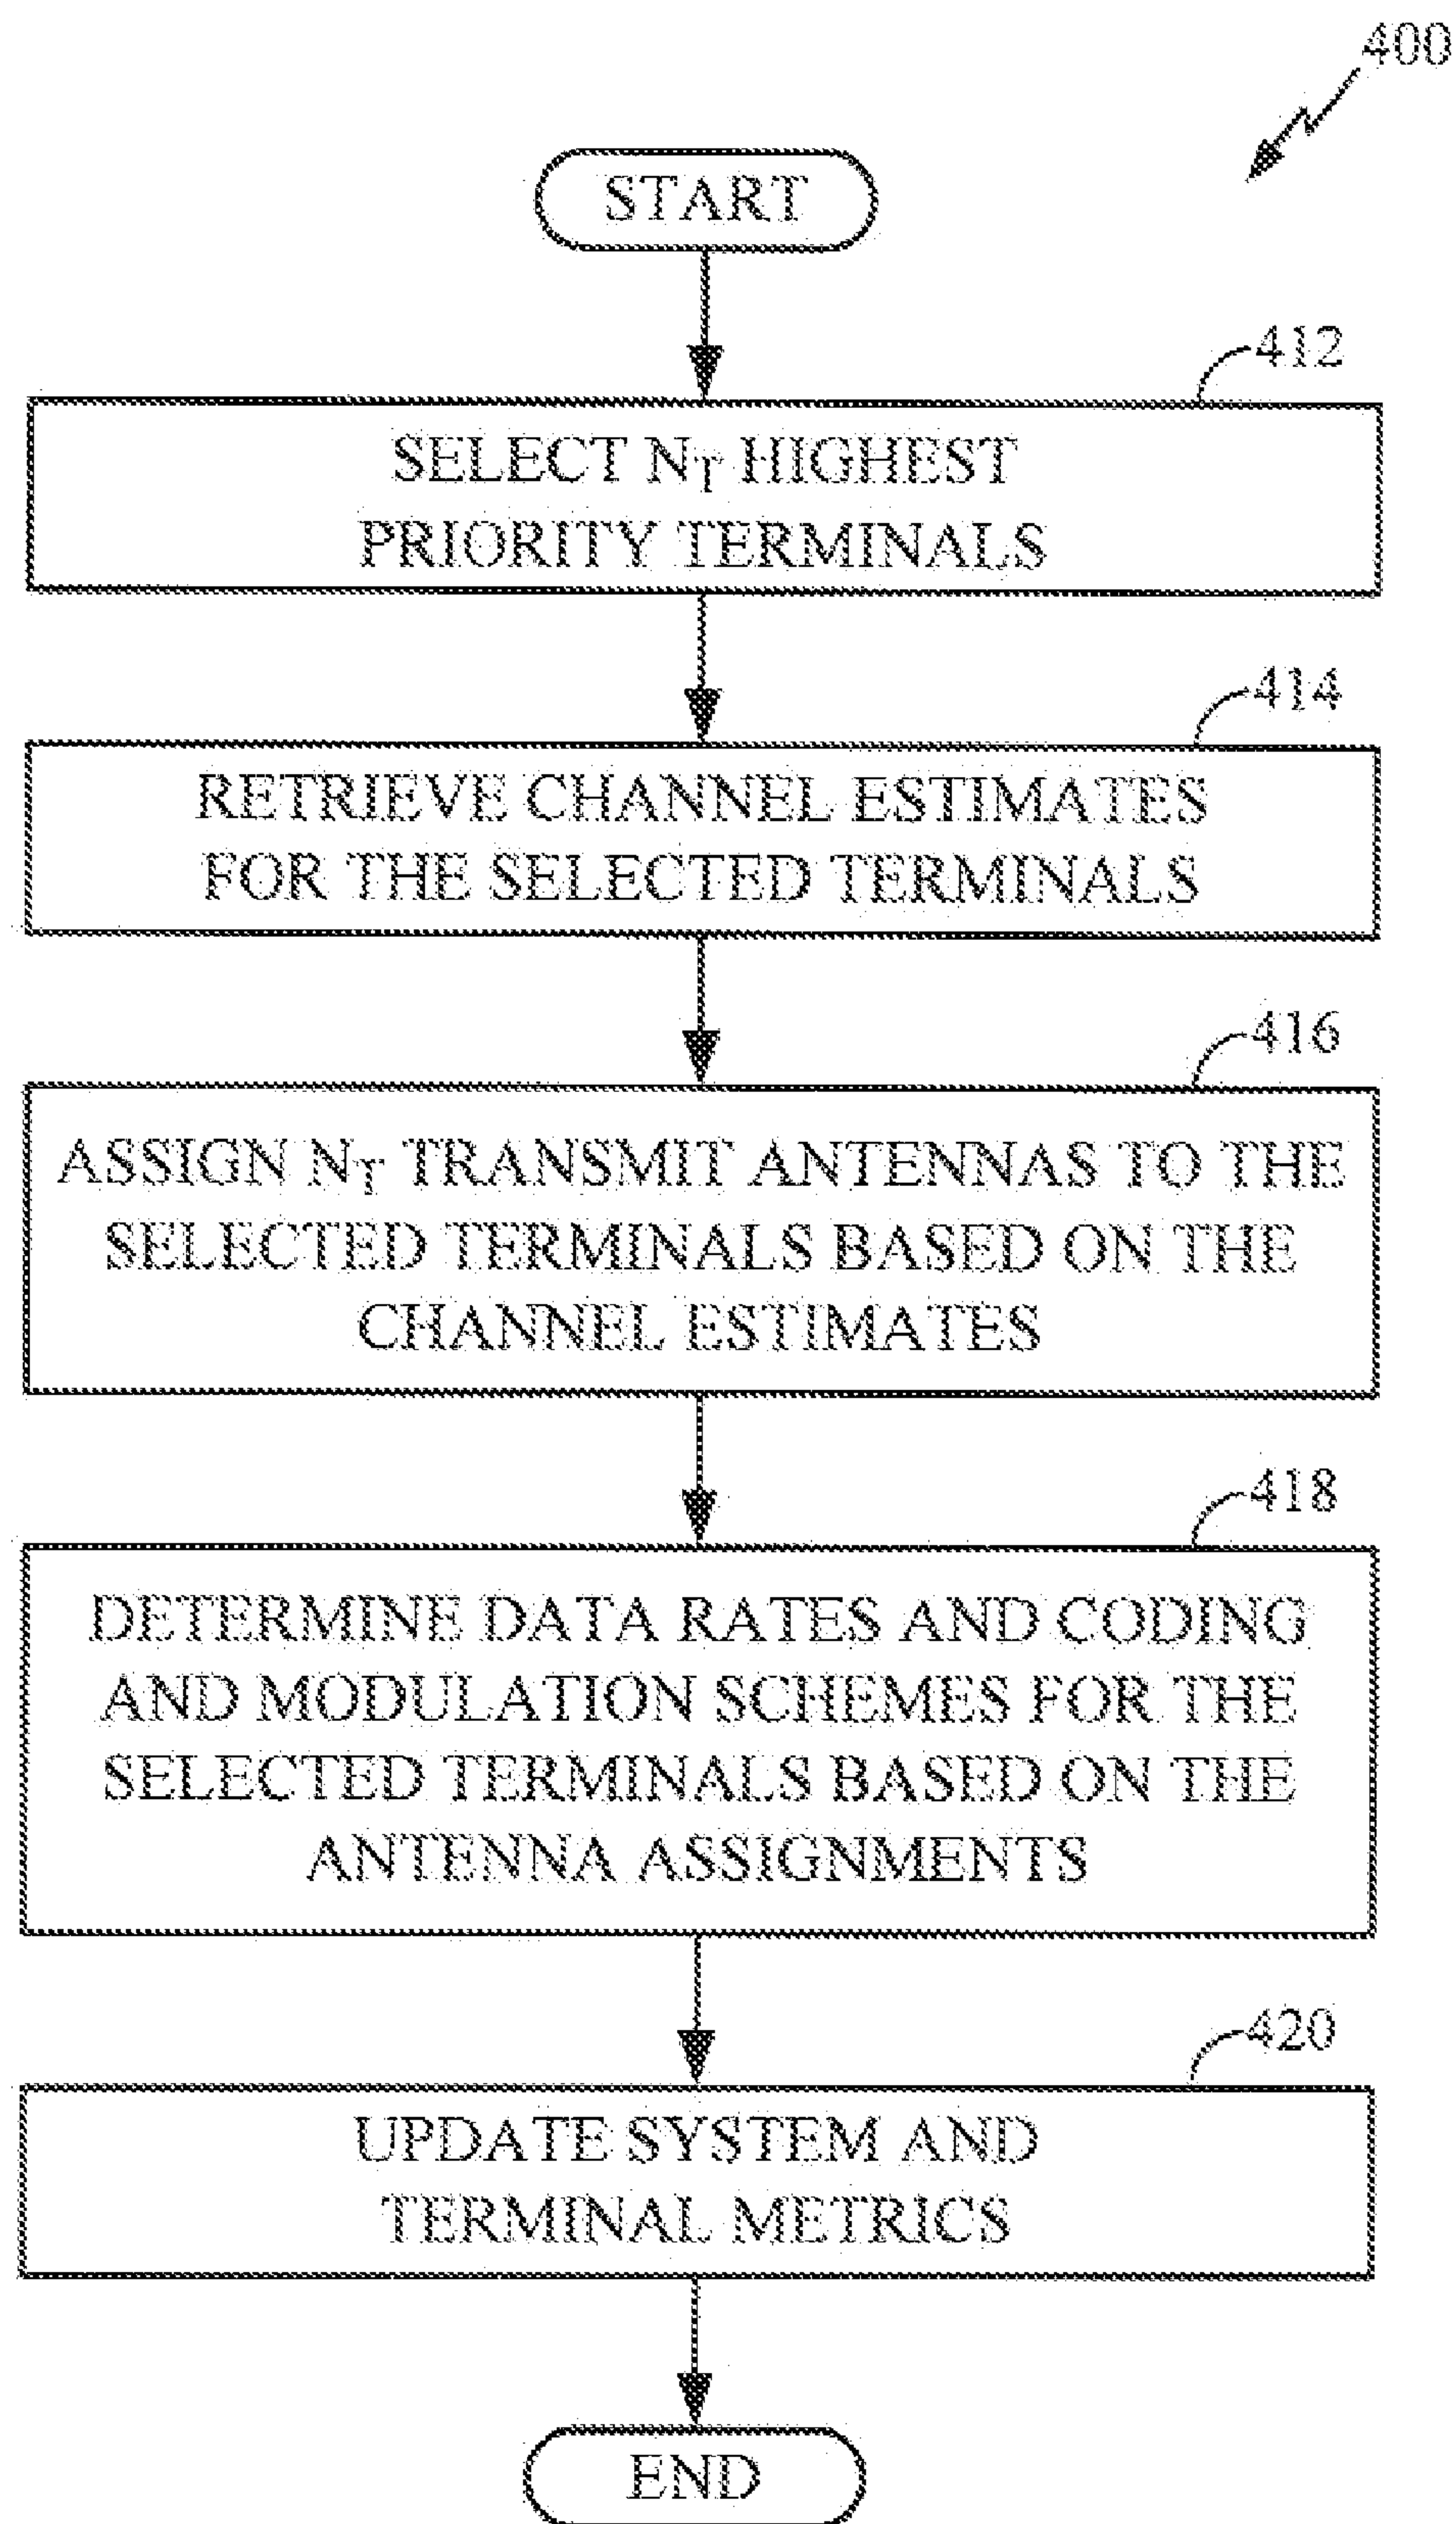 400
START
412
SELECT N_T HIGHEST
PRIORITY TERMINALS
414
RETRIEVE CHANNEL ESTIMATES
FOR THE SELECTED TERMINALS
416
ASSIGN N_T TRANSMIT ANTENNAS TO THE
SELECTED TERMINALS BASED ON THE
CHANNEL ESTIMATES
418
DETERMINE DATA RATES AND CODING
AND MODULATION SCHEMES FOR THE
SELECTED TERMINALS BASED ON THE
ANTENNA ASSIGNMENTS
420
UPDATE SYSTEM AND
TERMINAL METRICS
END